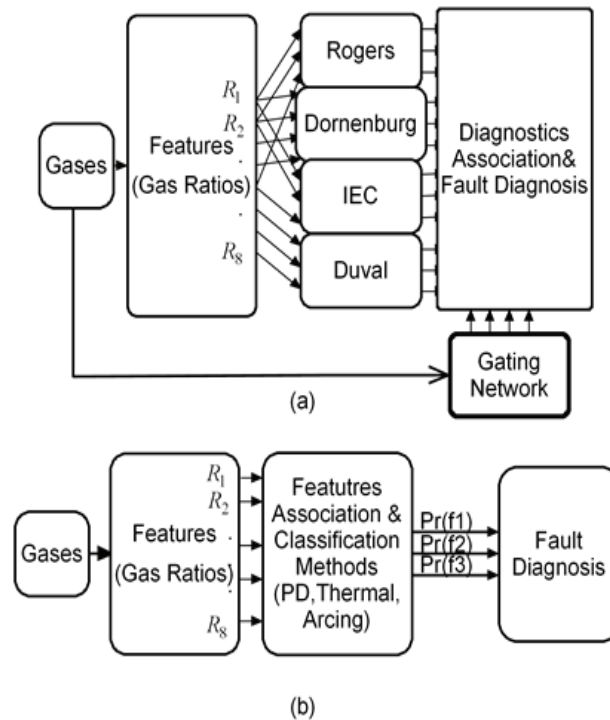 Gases
Features
(Gas Ratios)
R1
R2
.
.
R8
Rogers
Dornenburg
IEC
Duval
Diagnostics
Association&
Fault Diagnosis
Gating
Network
(a)
Gases
Features
(Gas Ratios)
R1
R2
.
.
R8
Featutres
Association &
Classification
Methods
(PD,Thermal,
Arcing)
Pr(f1)
Pr(f2)
Pr(f3)
Fault
Diagnosis
(b)